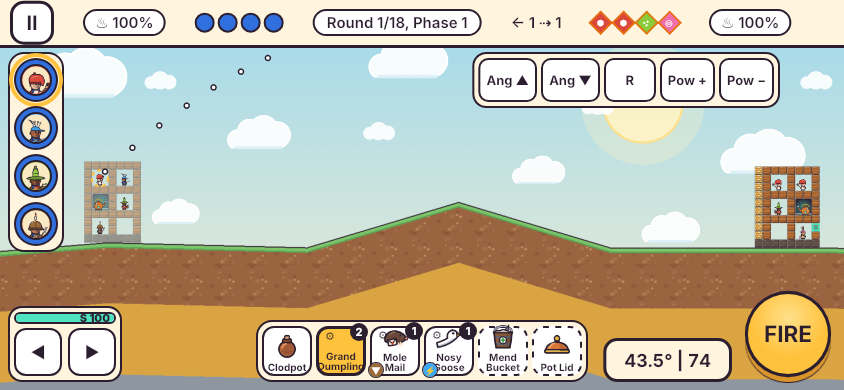 100%
Round 1/18, Phase 1
← 1 ⇢ 1
100%
Ang ▲
Ang ▼
R
Pow +
Pow −
S 100
◀
▶
Clodpot
2
Grand
Dumpling
1
Mole
Mail
1
Nosy
Goose
Mend
Bucket
Pot Lid
43.5° | 74
FIRE